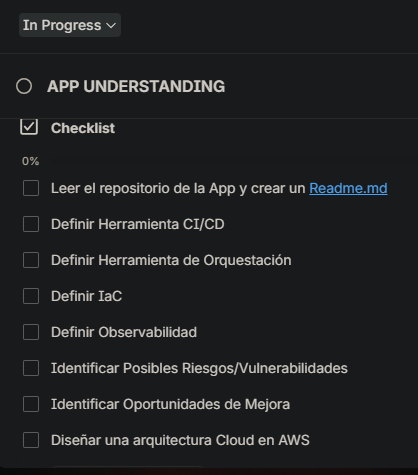 In Progress
APP UNDERSTANDING
Checklist
0%
Leer el repositorio de la App y crear un Readme.md
Definir Herramienta CI/CD
Definir Herramienta de Orquestación
Definir IaC
Definir Observabilidad
Identificar Posibles Riesgos/Vulnerabilidades
Identificar Oportunidades de Mejora
Diseñar una arquitectura Cloud en AWS